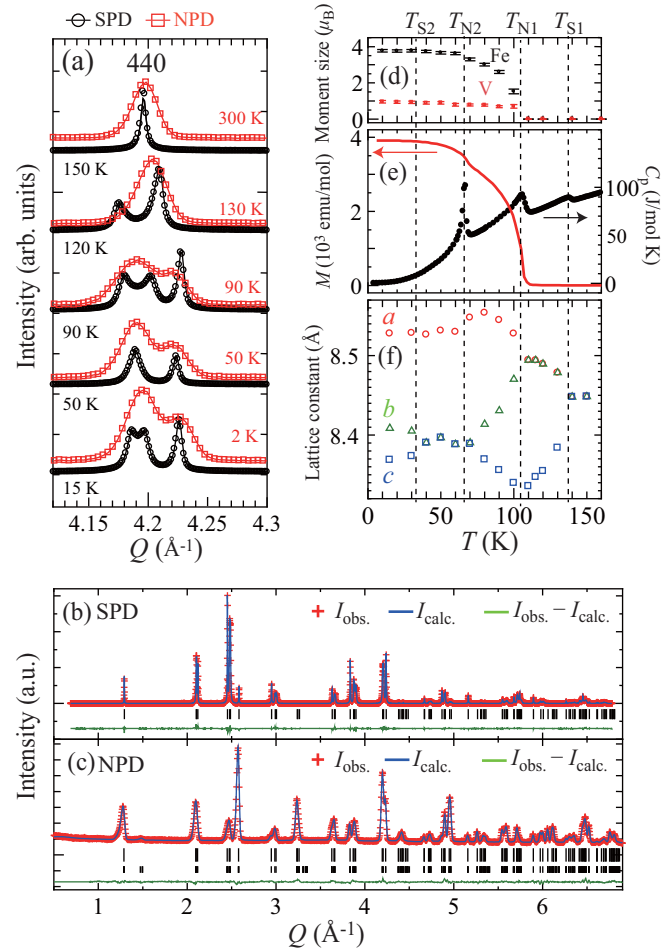 SPD NPD
(a)
440
300 K
150 K
130 K
120 K
90 K
90 K
50 K
50 K
2 K
15 K
Intensity (arb. units)
4.15 4.2 4.25 4.3
Q (Å-1)
TS2 TN2 TN1 TS1
Moment size (μB)
4
2
0
(d)
Fe
V
M (10³ emu/mol)
4
2
0
(e)
Cp (J/mol K)
100
50
0
Lattice constant (Å)
8.5
8.4
a
b
c
(f)
0 50 100 150
T (K)
(b) SPD
Iobs. Icalc. Iobs. − Icalc.
(c) NPD
Iobs. Icalc. Iobs. − Icalc.
Intensity (a.u.)
1 2 3 4 5 6
Q (Å-1)